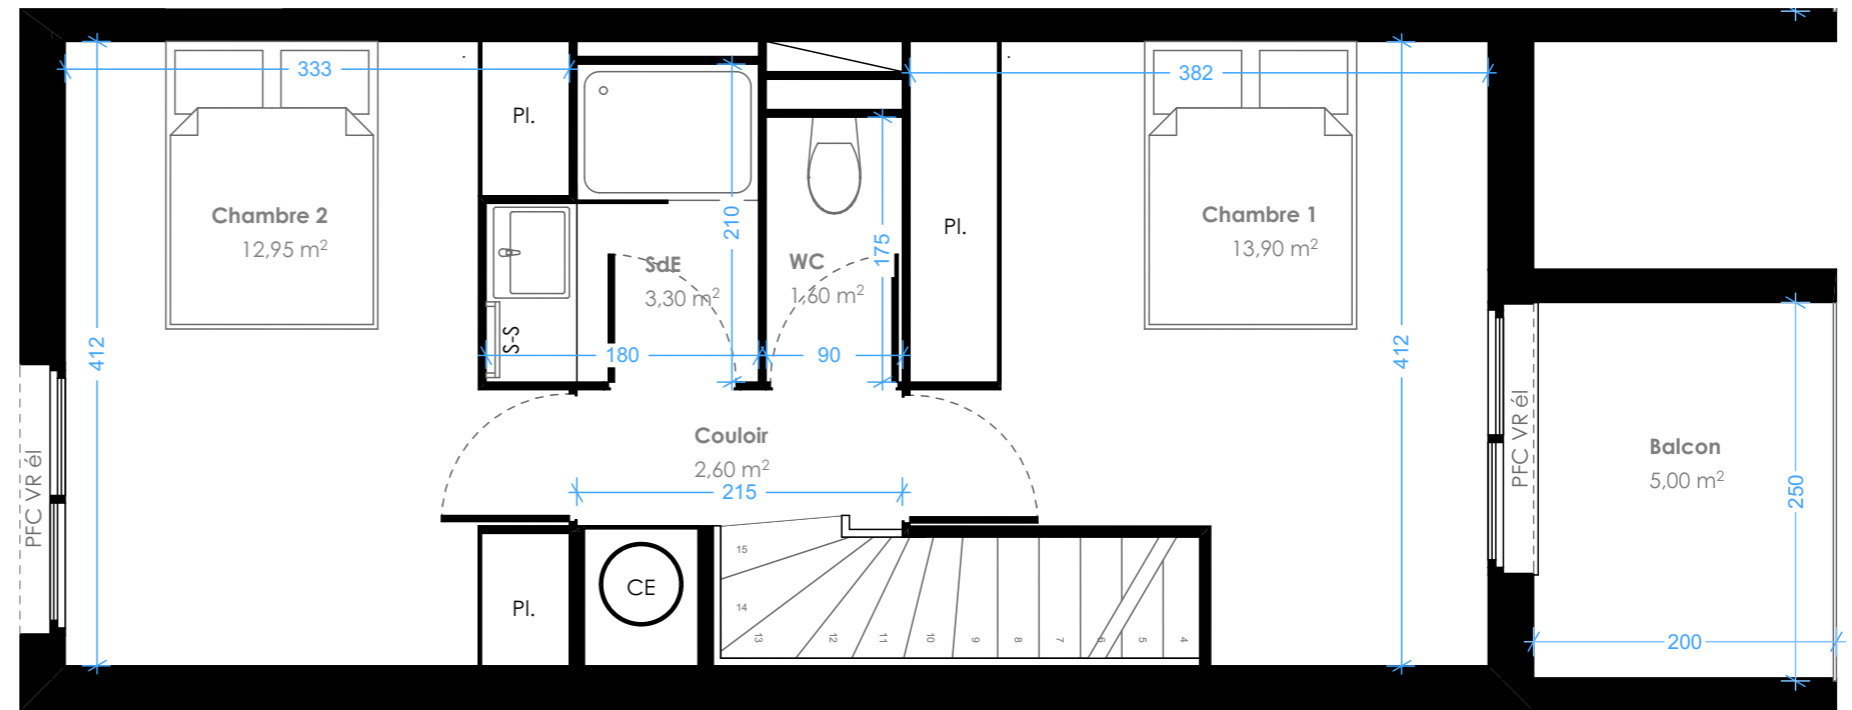 333
382
Pl.
Chambre 2
12,95 m²
412
PFC VR él
Pl.
S-S
SdE
3,30 m²
210
180
WC
1,60 m²
175
90
Pl.
Chambre 1
13,90 m²
412
PFC VR él
Balcon
5,00 m²
250
200
Couloir
2,60 m²
215
CE
15
14
13
12
11
10
9
8
7
6
5
4